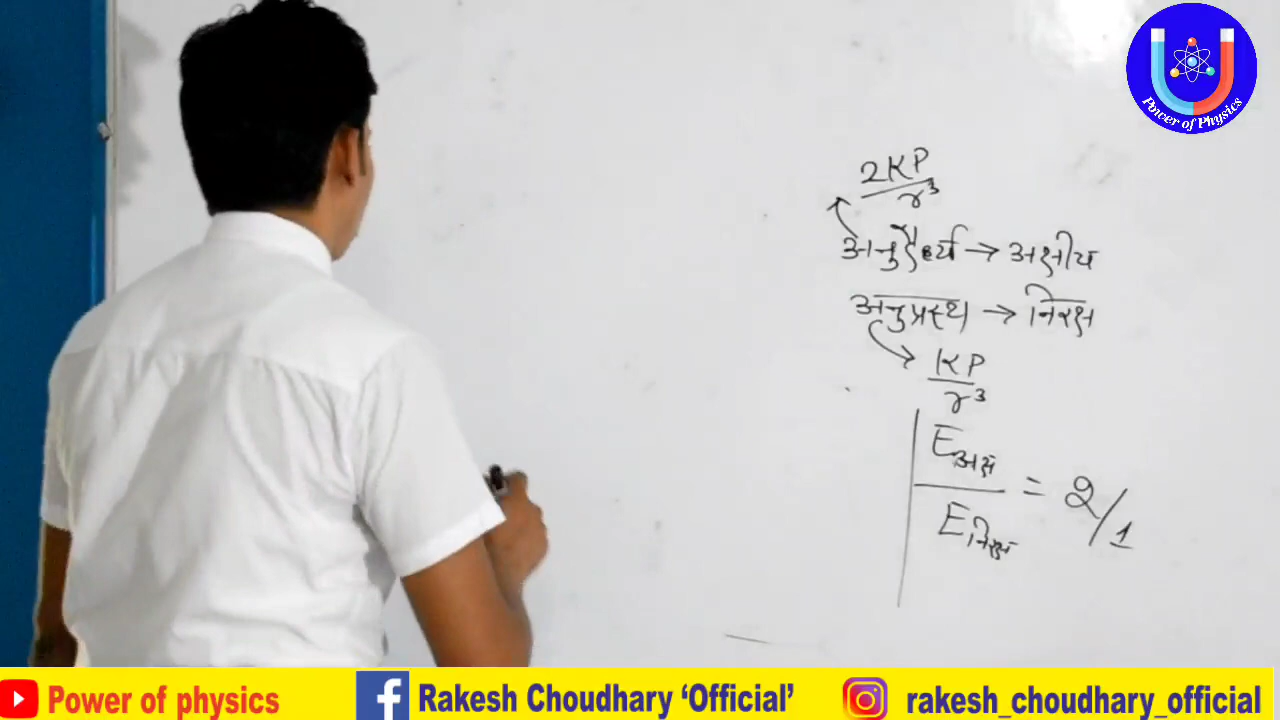 Power of Physics
2KP
r³
अनुदैर्ध्य → अक्षीय
अनुप्रस्थ → निरक्ष
KP
r³
E अक्ष
E निरक्ष
= 2/1
Power of physics
Rakesh Choudhary ‘Official’
rakesh_choudhary_official